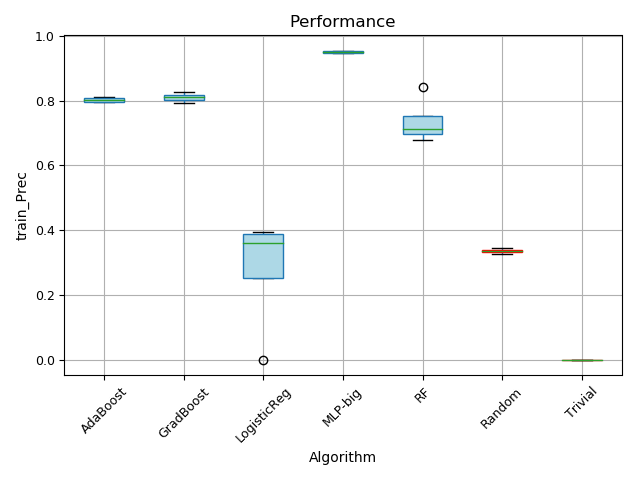 Performance
train_Prec
1.0
0.8
0.6
0.4
0.2
0.0
AdaBoost
GradBoost
LogisticReg
MLP-big
RF
Random
Trivial
Algorithm